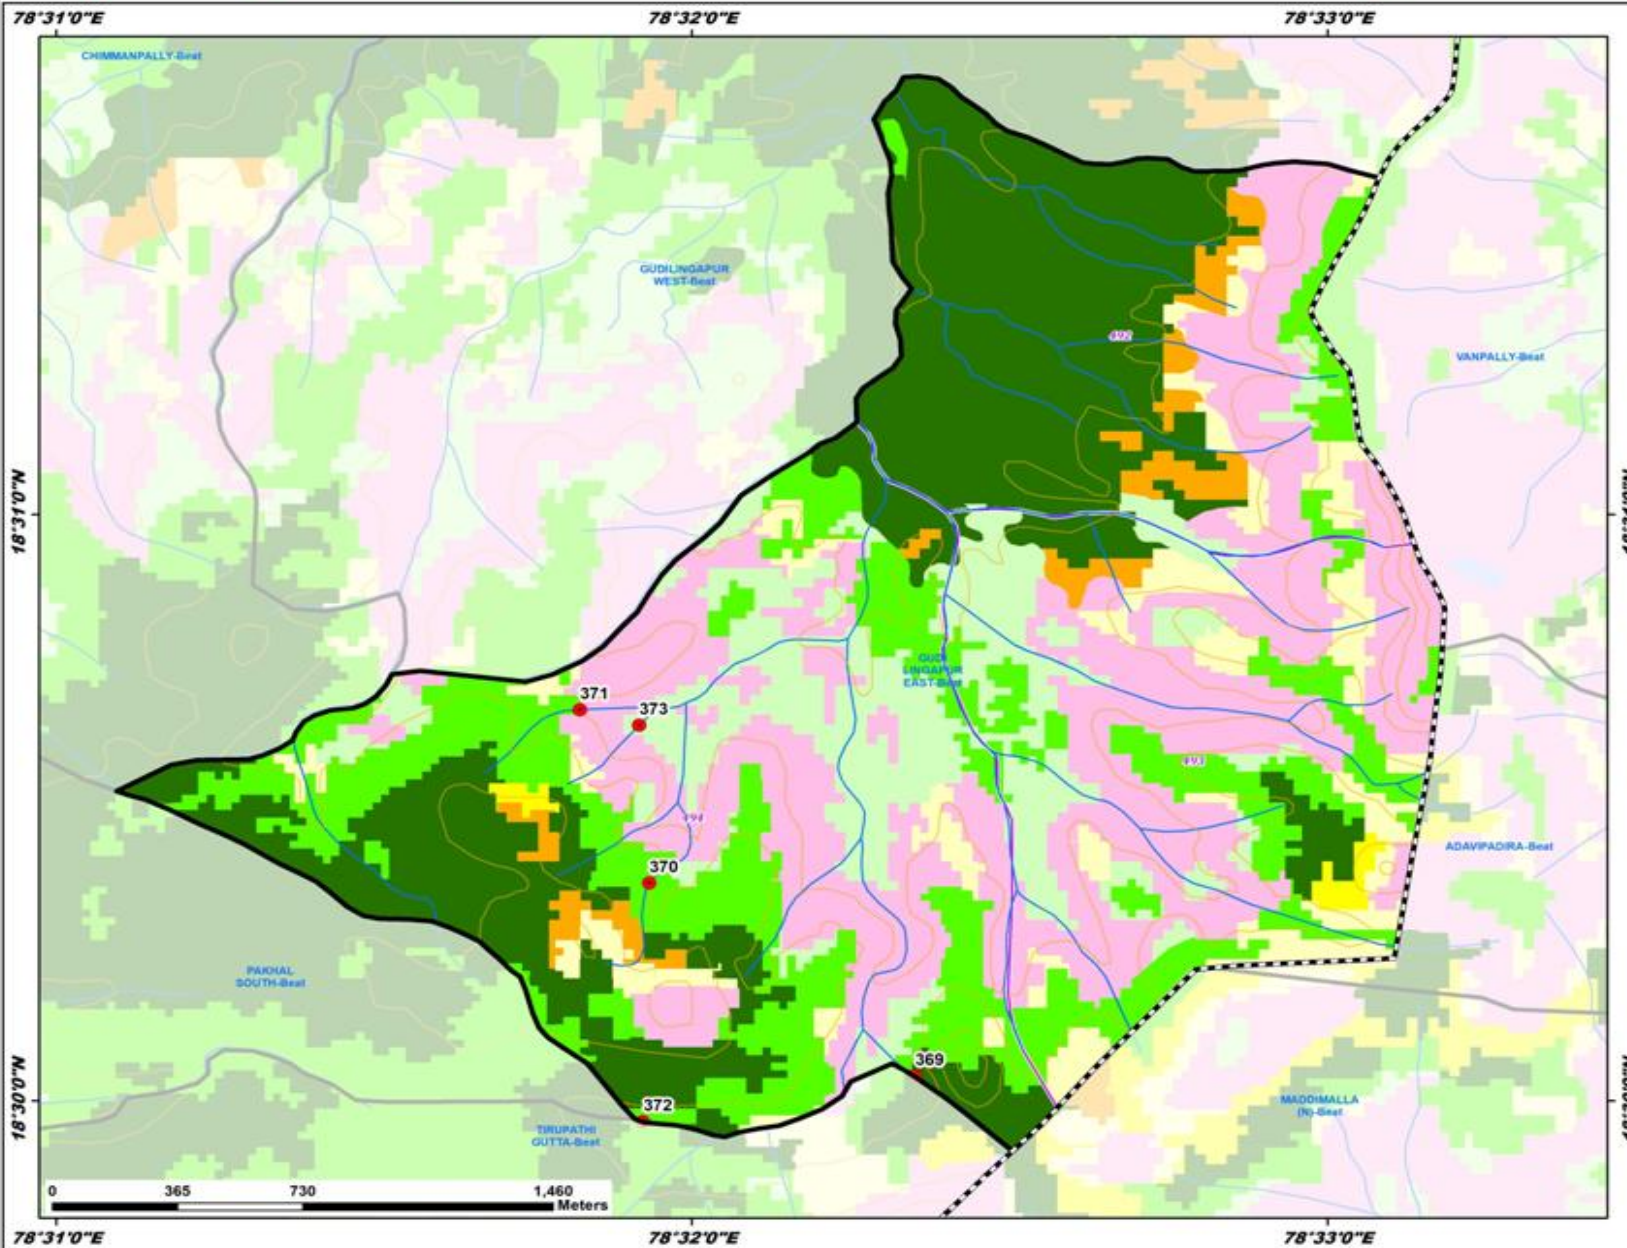 78°31'0"E 78°32'0"E 78°33'0"E
CHIMMANPALLY-Beat
GUDILINGAPUR
WEST-Beat
492
VANPALLY-Beat
18°31'0"N
GUDI
LINGAPUR
EAST-Beat
371
373
493
494
ADAVIPADIRA-Beat
370
PAKHAL
SOUTH-Beat
369
18°30'0"N
372
MADDIMALLA
(N)-Beat
TIRUPATHI
GUTTA-Beat
0 365 730 1,460
Meters
78°31'0"E 78°32'0"E 78°33'0"E